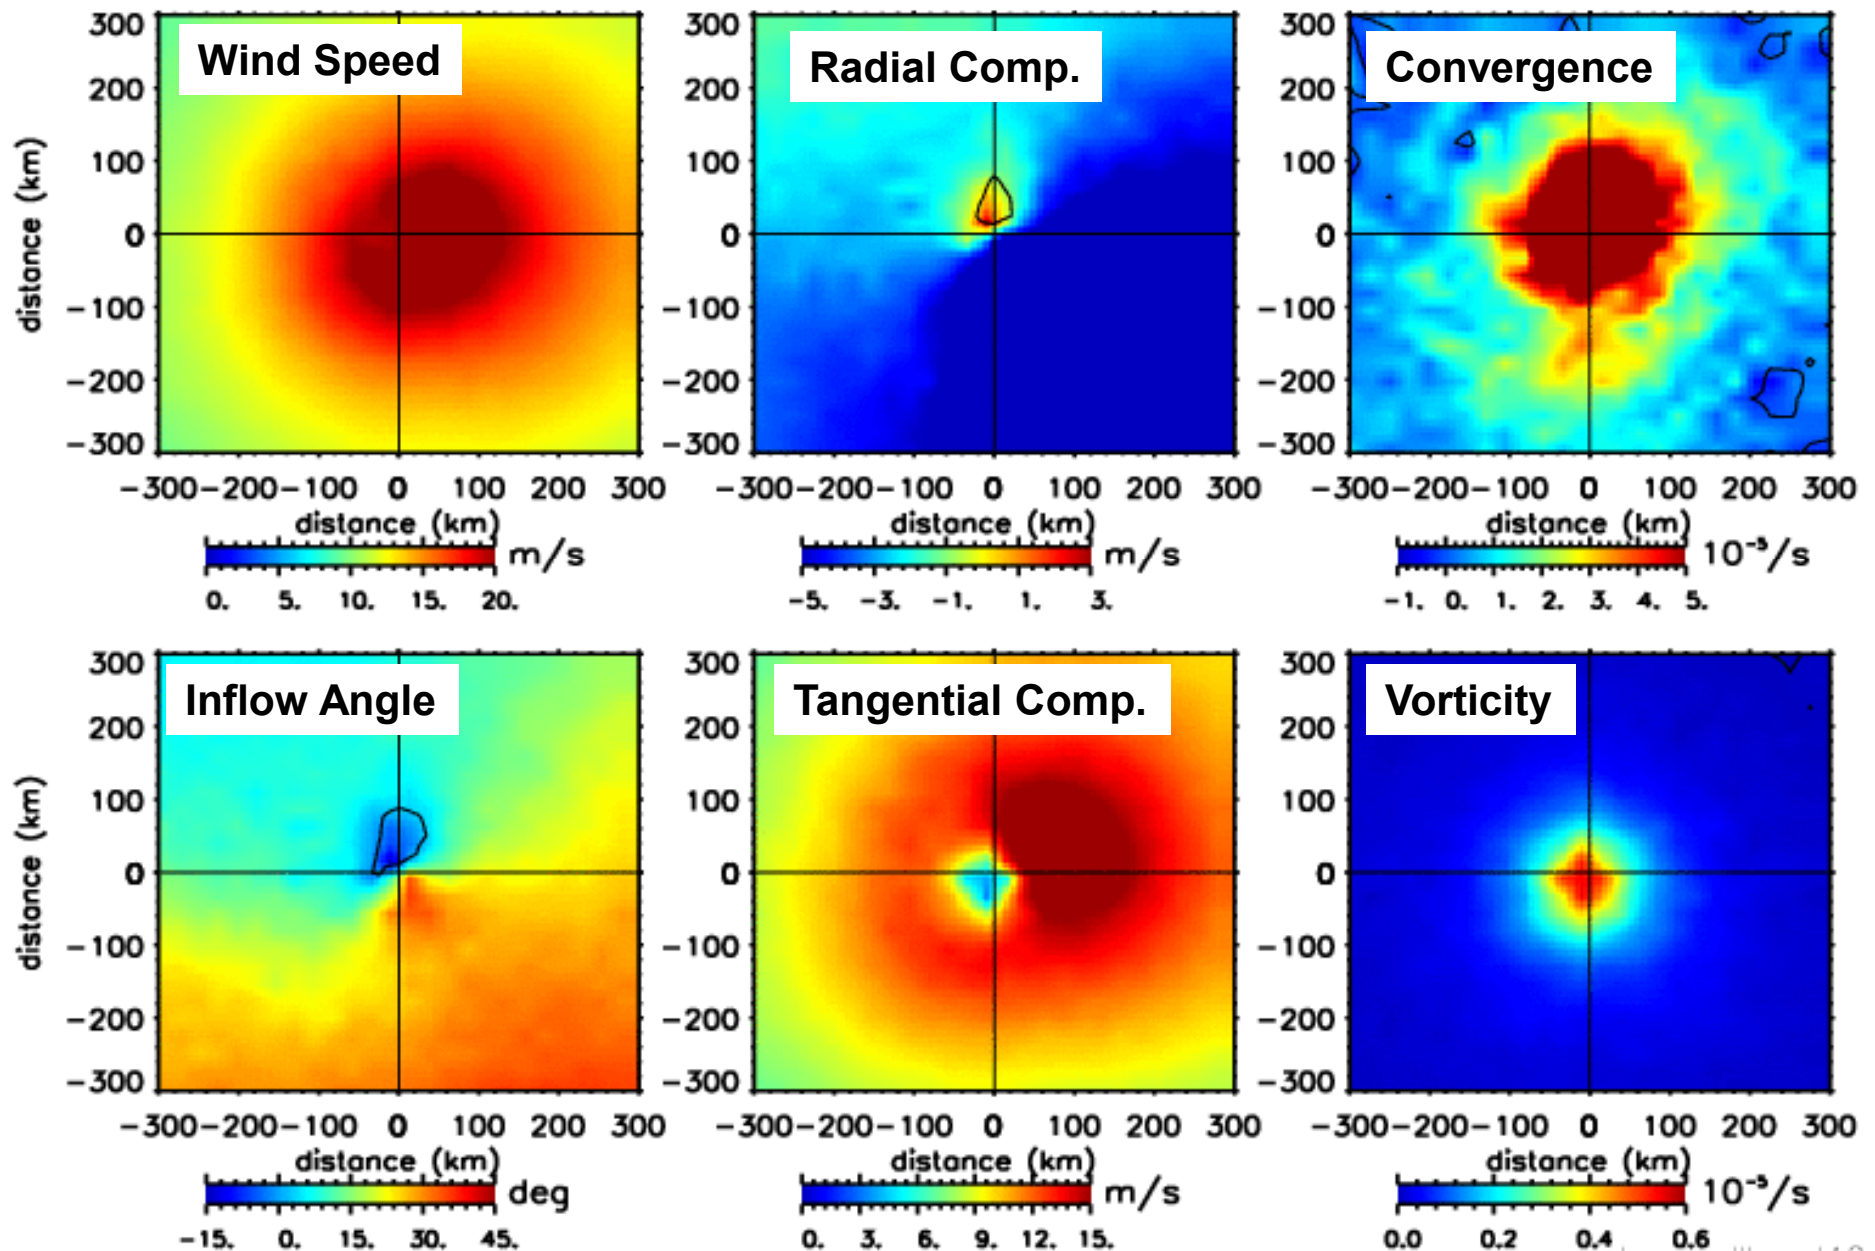 Wind Speed
Radial Comp.
Convergence
300
200
100
0
−100
−200
−300
distance (km)
300
200
100
0
−100
−200
−300
300
200
100
0
−100
−200
−300
−300−200−100 0 100 200 300
−300−200−100 0 100 200 300
−300−200−100 0 100 200 300
distance (km)
distance (km)
distance (km)
m/s
m/s
10⁻⁵/s
0. 5. 10. 15. 20.
−5. −3. −1. 1. 3.
−1. 0. 1. 2. 3. 4. 5.
Inflow Angle
Tangential Comp.
Vorticity
300
200
100
0
−100
−200
−300
distance (km)
300
200
100
0
−100
−200
−300
300
200
100
0
−100
−200
−300
−300−200−100 0 100 200 300
−300−200−100 0 100 200 300
−300−200−100 0 100 200 300
distance (km)
distance (km)
distance (km)
deg
m/s
10⁻⁵/s
−15. 0. 15. 30. 45.
0. 3. 6. 9. 12. 15.
0.0 0.2 0.4 0.6